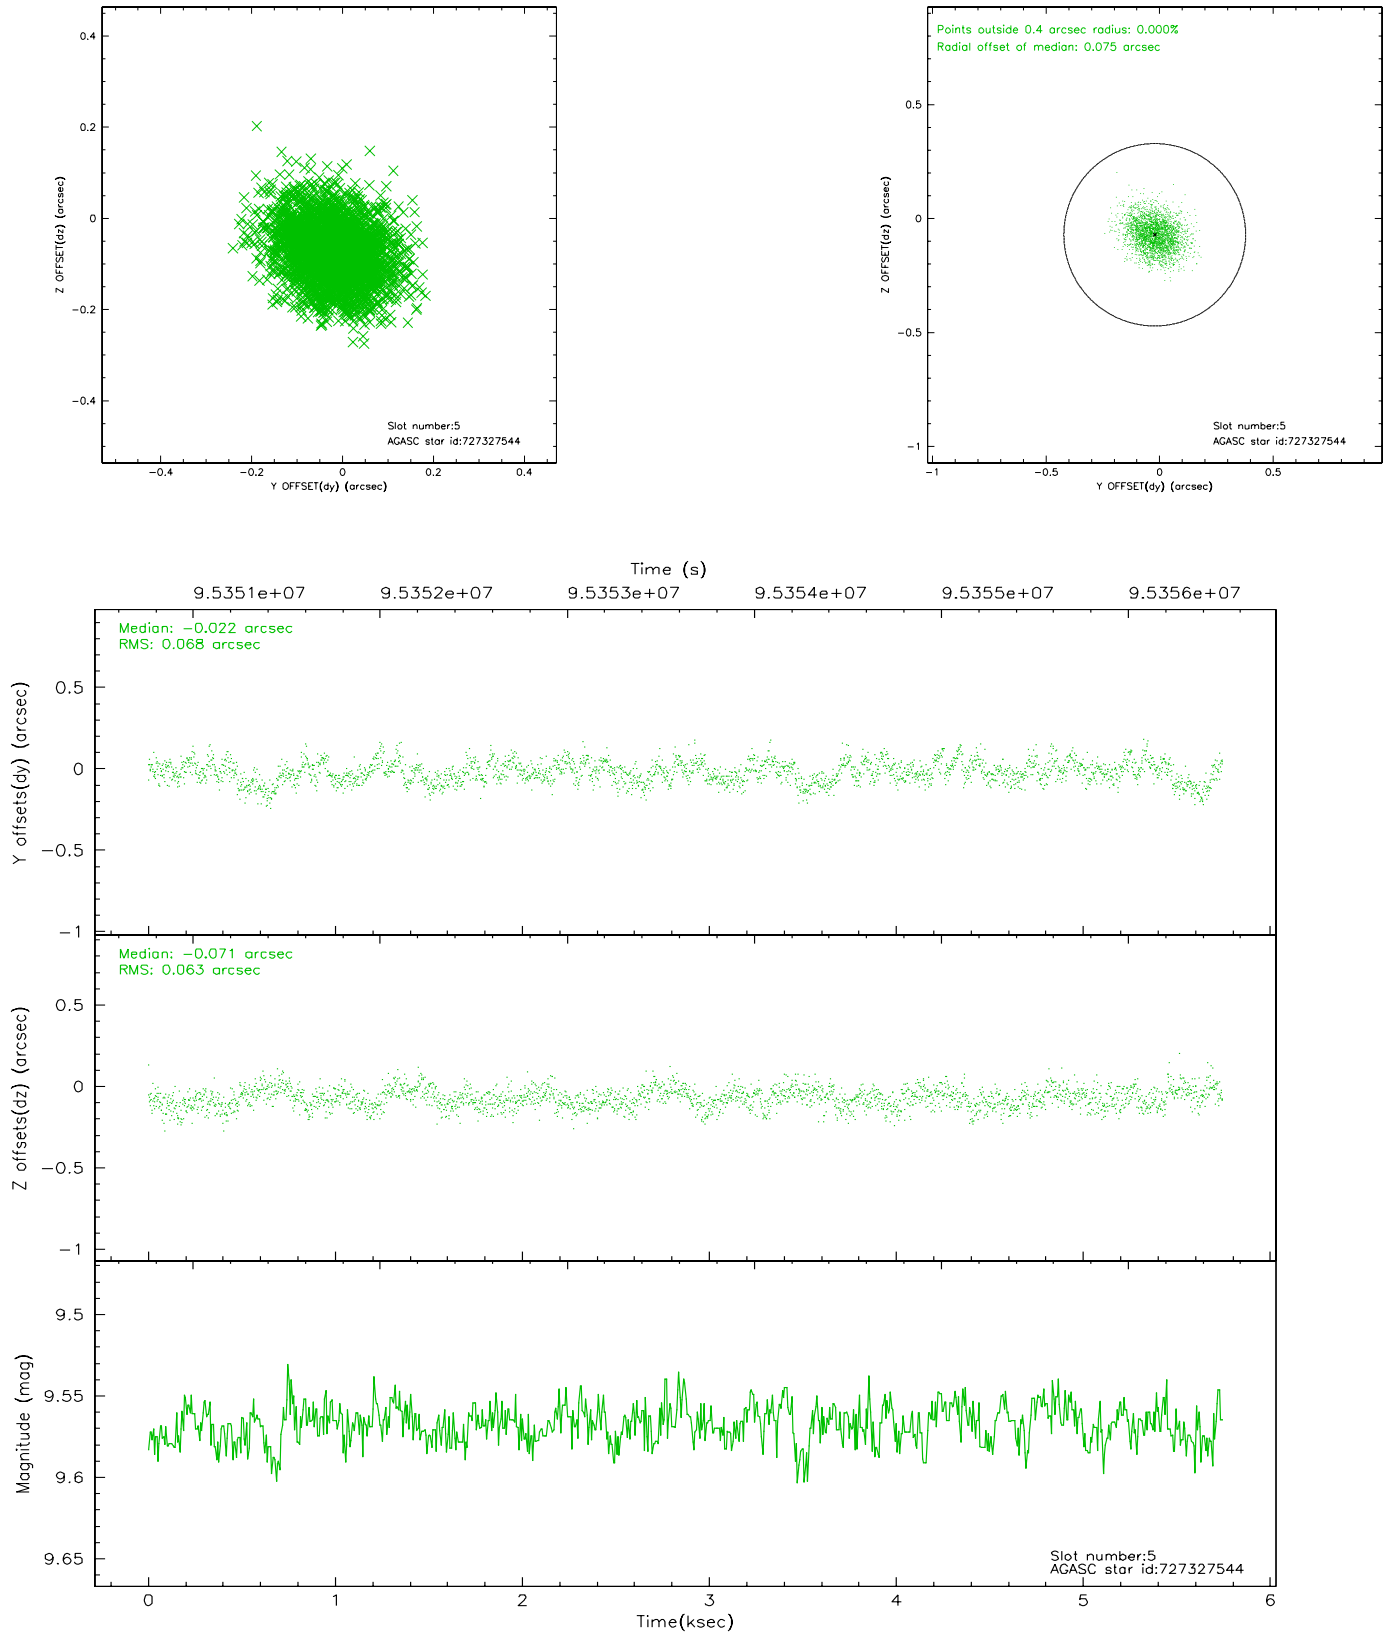 0.4
0.2
0
−0.2
−0.4
Z OFFSET(dz) (arcsec)
Slot number:5
AGASC star id:727327544
−0.4 −0.2 0 0.2 0.4
Y OFFSET(dy) (arcsec)
Points outside 0.4 arcsec radius: 0.000%
Radial offset of median: 0.075 arcsec
0.5
0
−0.5
−1
Z OFFSET(dz) (arcsec)
Slot number:5
AGASC star id:727327544
−1 −0.5 0 0.5
Y OFFSET(dy) (arcsec)
Time (s)
9.5351e+07 9.5352e+07 9.5353e+07 9.5354e+07 9.5355e+07 9.5356e+07
Median: −0.022 arcsec
RMS: 0.068 arcsec
0.5
0
−0.5
−1
Y offsets(dy) (arcsec)
Median: −0.071 arcsec
RMS: 0.063 arcsec
0.5
0
−0.5
−1
Z offsets(dz) (arcsec)
9.5
9.55
9.6
9.65
Magnitude (mag)
Slot number:5
AGASC star id:727327544
0 1 2 3 4 5 6
Time(ksec)